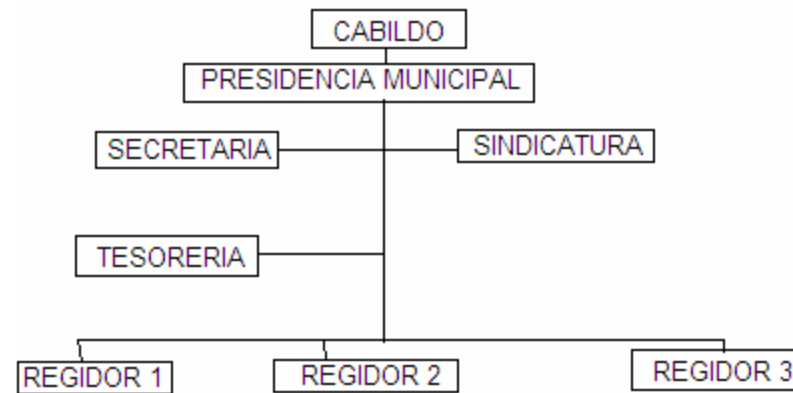 CABILDO
PRESIDENCIA MUNICIPAL
SECRETARIA
SINDICATURA
TESORERIA
REGIDOR 1
REGIDOR 2
REGIDOR 3